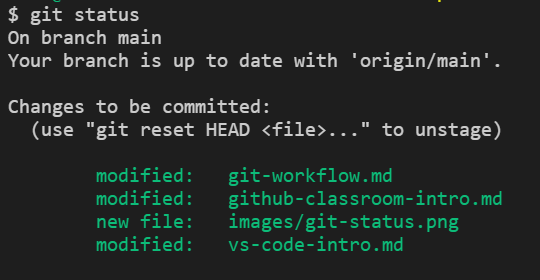 $ git status
On branch main
Your branch is up to date with 'origin/main'.
Changes to be committed:
(use "git reset HEAD <file>..." to unstage)
modified: git-workflow.md
modified: github-classroom-intro.md
new file: images/git-status.png
modified: vs-code-intro.md